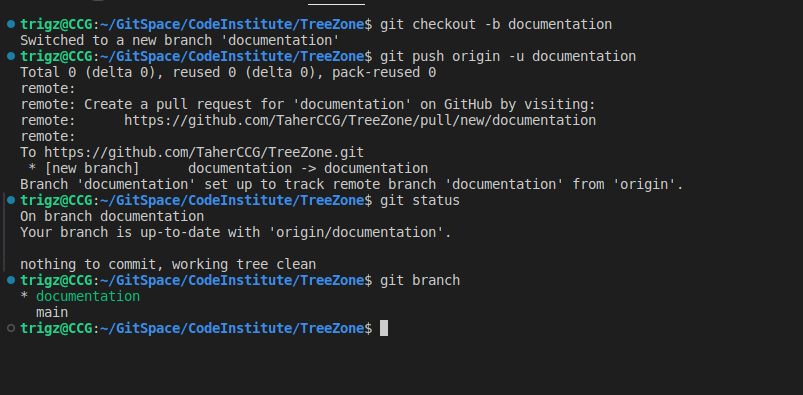 trigz@CCG:~/GitSpace/CodeInstitute/TreeZone$ git checkout -b documentation
Switched to a new branch 'documentation'
trigz@CCG:~/GitSpace/CodeInstitute/TreeZone$ git push origin -u documentation
Total 0 (delta 0), reused 0 (delta 0), pack-reused 0
remote:
remote: Create a pull request for 'documentation' on GitHub by visiting:
remote:      https://github.com/TaherCCG/TreeZone/pull/new/documentation
remote:
To https://github.com/TaherCCG/TreeZone.git
 * [new branch]      documentation -> documentation
Branch 'documentation' set up to track remote branch 'documentation' from 'origin'.
trigz@CCG:~/GitSpace/CodeInstitute/TreeZone$ git status
On branch documentation
Your branch is up-to-date with 'origin/documentation'.

nothing to commit, working tree clean
trigz@CCG:~/GitSpace/CodeInstitute/TreeZone$ git branch
* documentation
  main
trigz@CCG:~/GitSpace/CodeInstitute/TreeZone$